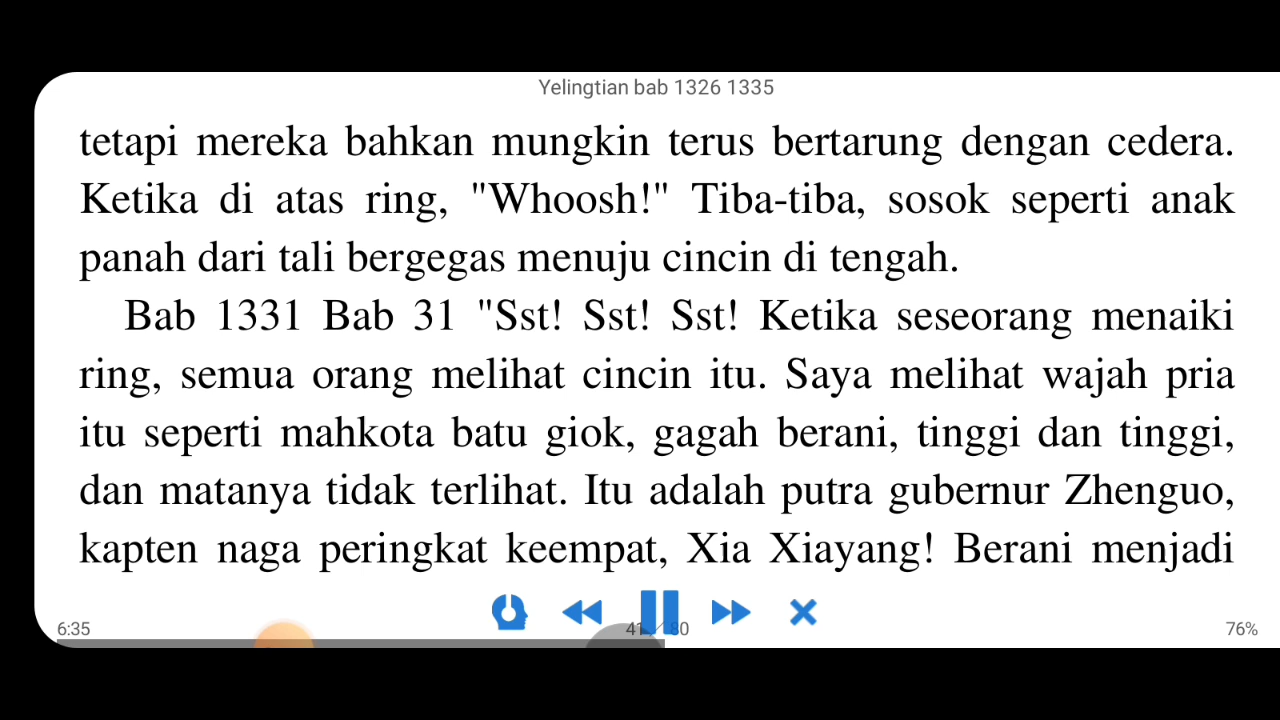 Yelingtian bab 1326 1335
tetapi mereka bahkan mungkin terus bertarung dengan cedera.
Ketika di atas ring, "Whoosh!" Tiba-tiba, sosok seperti anak
panah dari tali bergegas menuju cincin di tengah.
Bab 1331 Bab 31 "Sst! Sst! Sst! Ketika seseorang menaiki
ring, semua orang melihat cincin itu. Saya melihat wajah pria
itu seperti mahkota batu giok, gagah berani, tinggi dan tinggi,
dan matanya tidak terlihat. Itu adalah putra gubernur Zhenguo,
kapten naga peringkat keempat, Xia Xiayang! Berani menjadi
6:35
76%